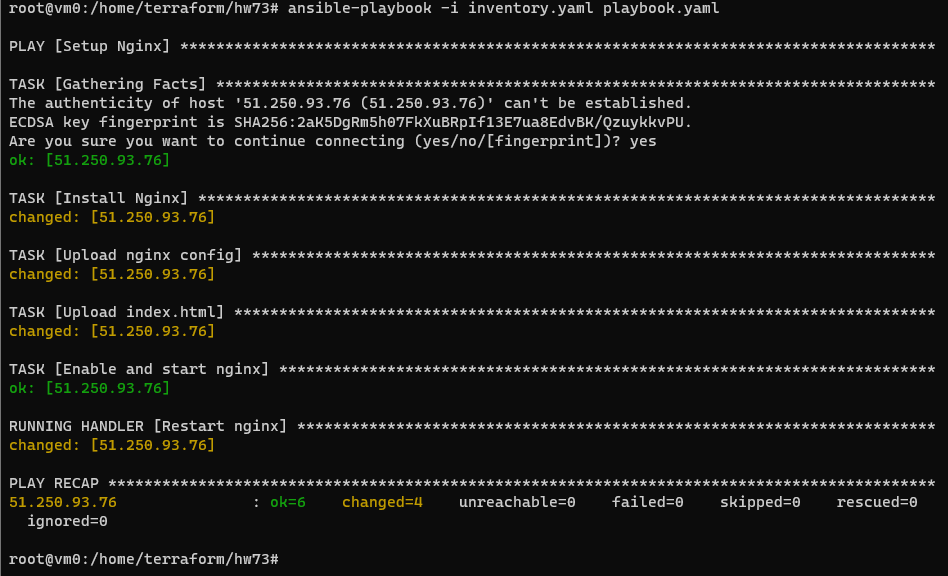 root@vm0:/home/terraform/hw73# ansible-playbook -i inventory.yaml playbook.yaml
PLAY [Setup Nginx] ************************************************************************************
TASK [Gathering Facts] ********************************************************************************
The authenticity of host '51.250.93.76 (51.250.93.76)' can't be established.
ECDSA key fingerprint is SHA256:2aK5DgRm5h07FkXuBRpIf13E7ua8EdvBK/QzuykkvPU.
Are you sure you want to continue connecting (yes/no/[fingerprint])? yes
ok: [51.250.93.76]
TASK [Install Nginx] **********************************************************************************
changed: [51.250.93.76]
TASK [Upload nginx config] ****************************************************************************
changed: [51.250.93.76]
TASK [Upload index.html] ******************************************************************************
changed: [51.250.93.76]
TASK [Enable and start nginx] *************************************************************************
ok: [51.250.93.76]
RUNNING HANDLER [Restart nginx] ***********************************************************************
changed: [51.250.93.76]
PLAY RECAP ********************************************************************************************
51.250.93.76               : ok=6    changed=4    unreachable=0    failed=0    skipped=0    rescued=0
ignored=0
root@vm0:/home/terraform/hw73#